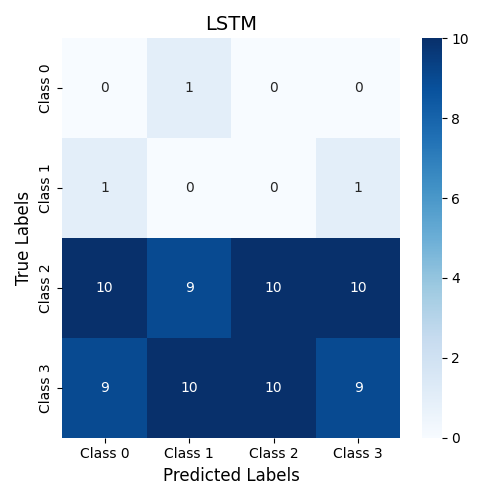 LSTM
Class 0
0 1 0 0
Class 1
1 0 0 1
Class 2
10 9 10 10
Class 3
9 10 10 9
Class 0 Class 1 Class 2 Class 3
Predicted Labels
True Labels
10
8
6
4
2
0